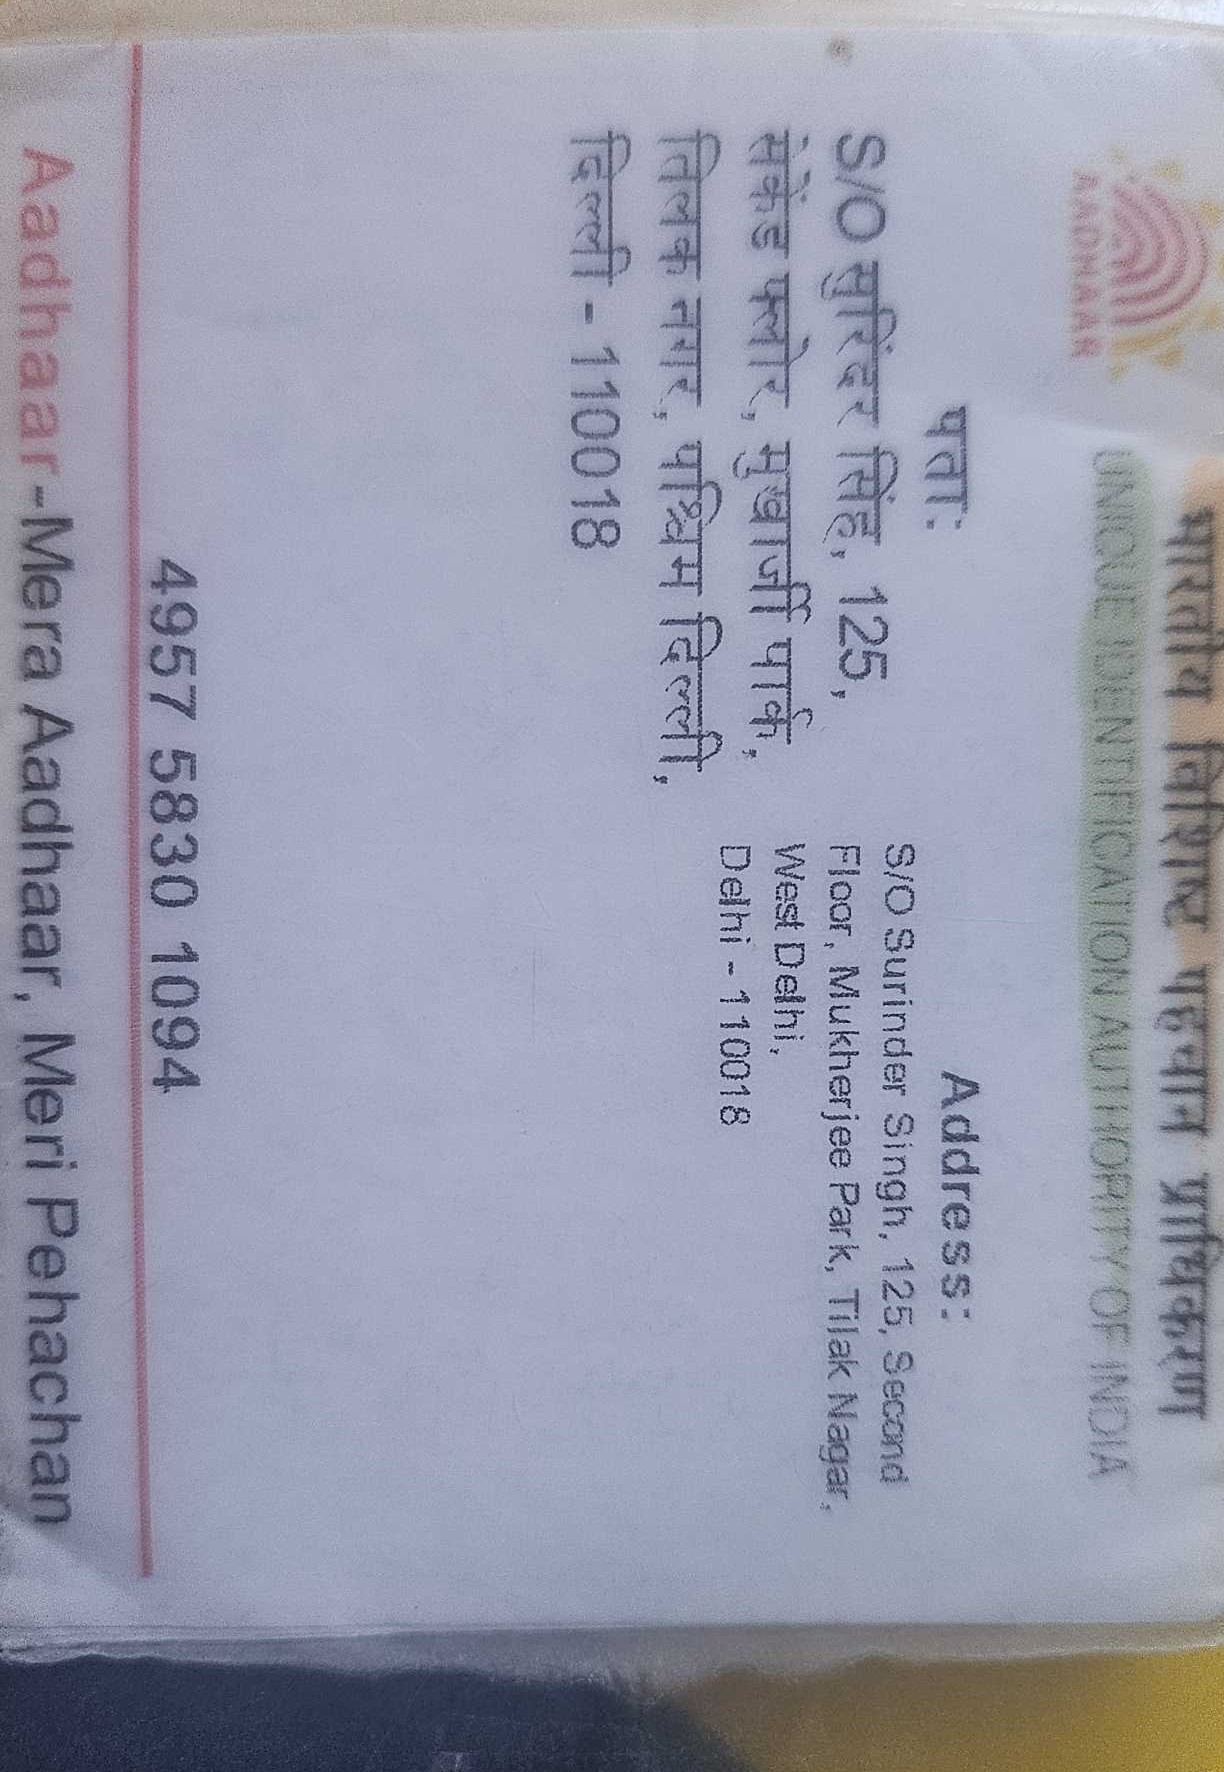 भारतीय विशिष्ट पहचान प्राधिकरण
UNIQUE IDENTIFICATION AUTHORITY OF INDIA
AADHAAR
पता:
S/O सुरिंदर सिंह, 125,
सेकेंड फ्लोर, मुखर्जी पार्क,
तिलक नगर, पश्चिम दिल्ली,
दिल्ली - 110018
Address:
S/O Surinder Singh, 125, Second
Floor, Mukherjee Park, Tilak Nagar,
West Delhi,
Delhi - 110018
4957 5830 1094
Aadhaar-Mera Aadhaar, Meri Pehachan